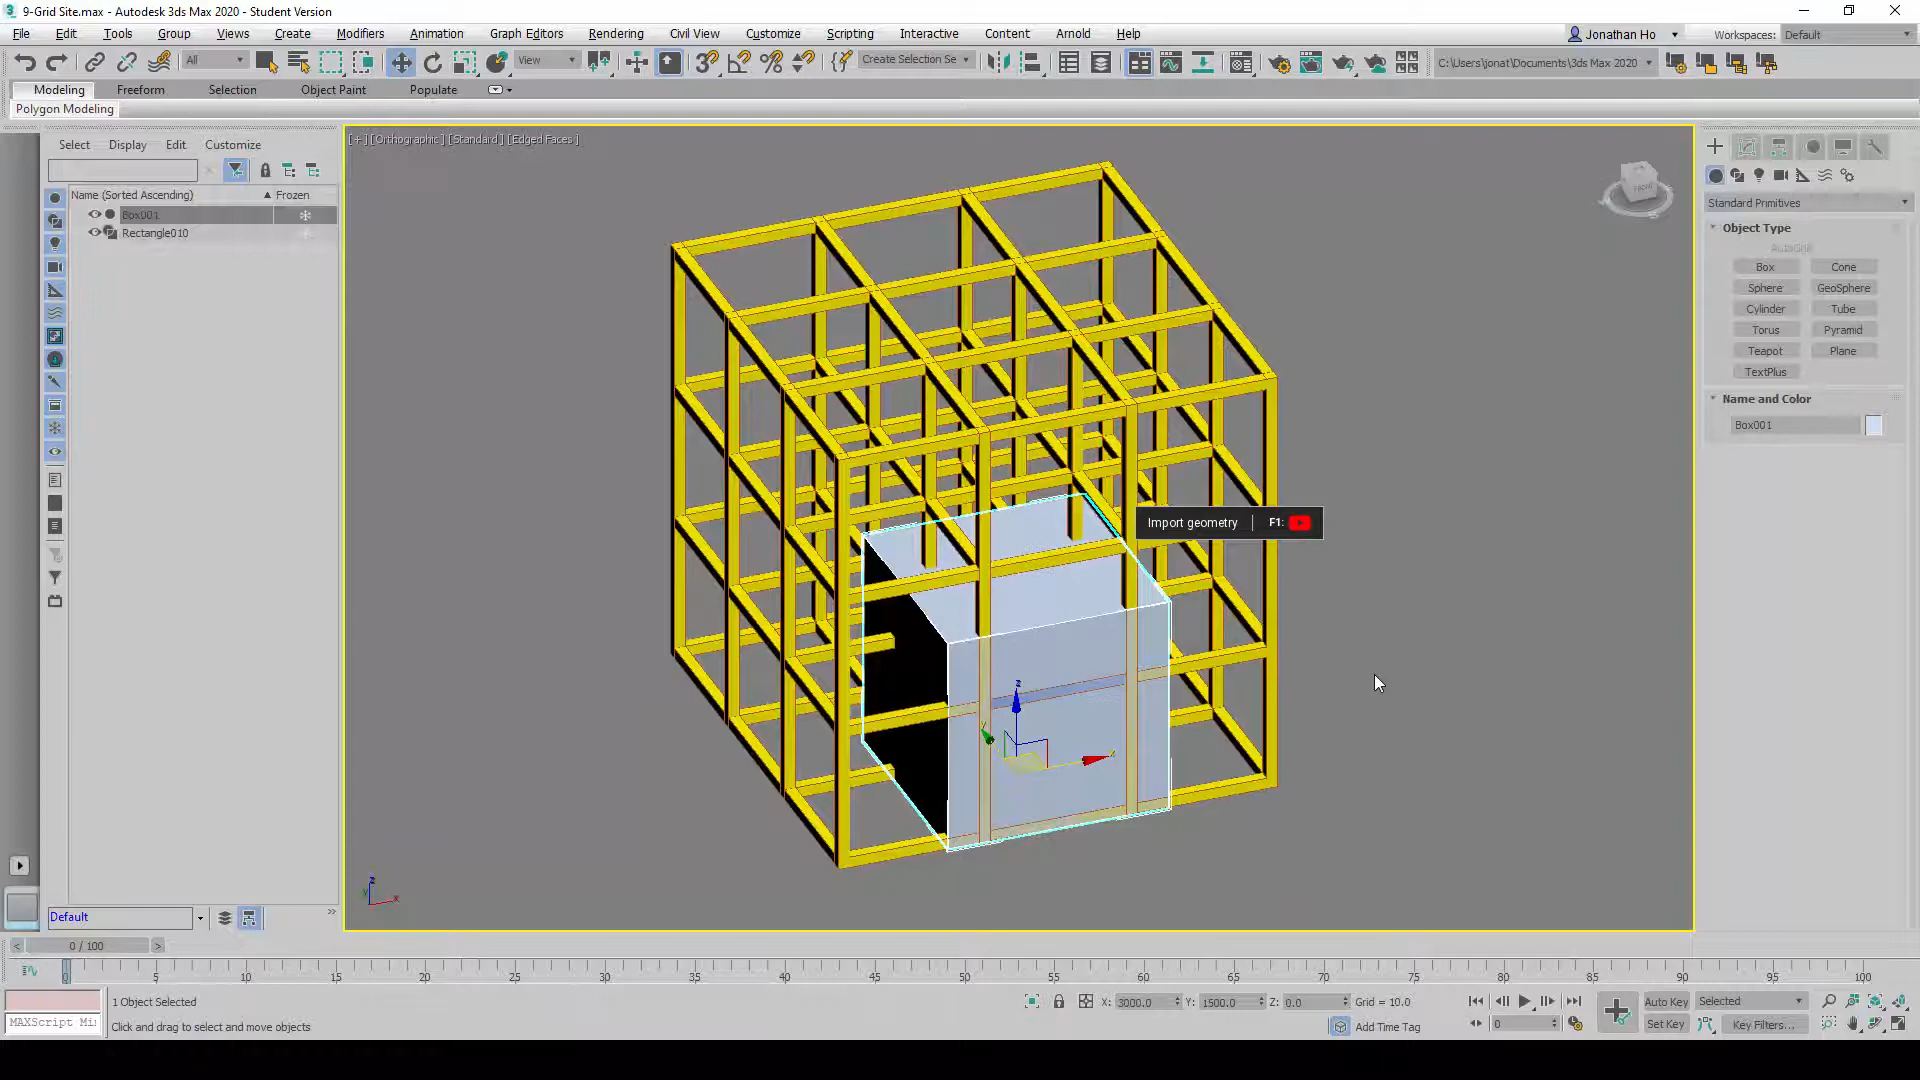 9-Grid Site.max - Autodesk 3ds Max 2020 - Student Version
File Edit Tools Group Views Create Modifiers Animation Graph Editors Rendering Civil View Customize Scripting Interactive Content Arnold Help
Jonathan Ho
Workspaces: Default
All
View
Create Selection Se
C:\Users\jonat\Documents\3ds Max 2020
Modeling Freeform Selection Object Paint Populate
Polygon Modeling
Select Display Edit Customize
Name (Sorted Ascending) Frozen
Box001
Rectangle010
[+] [Orthographic] [Standard] [Edged Faces]
FRONT
Import geometry F1:
z
y
x
z
y
x
Standard Primitives
Object Type
AutoGrid
Box Cone
Sphere GeoSphere
Cylinder Tube
Torus Pyramid
Teapot Plane
TextPlus
Name and Color
Box001
Default
0 / 100
0 5 10 15 20 25 30 35 40 45 50 55 60 65 70 75 80 85 90 95 100
1 Object Selected
X: 3000.0 Y: 1500.0 Z: 0.0 Grid = 10.0
Auto Key Selected
MAXScript Mi
Click and drag to select and move objects
Add Time Tag
0
Set Key Key Filters...